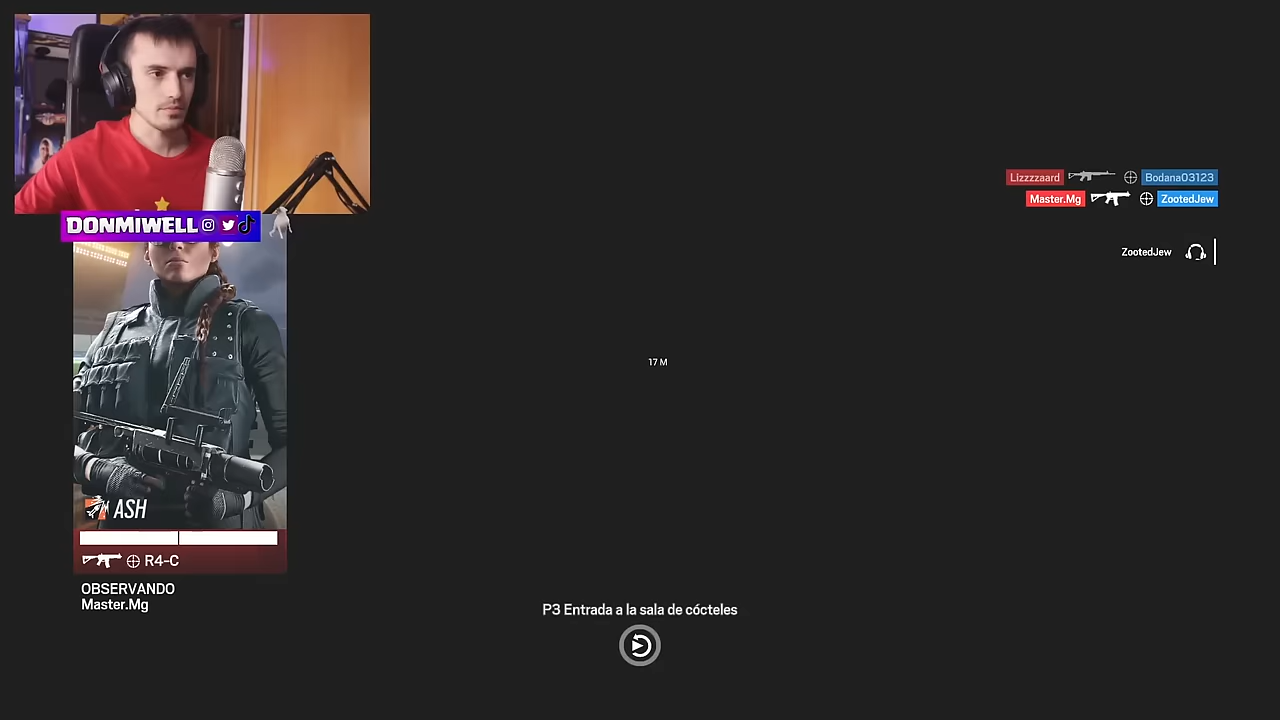 DONMIWELL
Lizzzzaard Bodana03123
Master.Mg ZootedJew
ZootedJew
17 M
ASH
R4-C
OBSERVANDO
Master.Mg
P3 Entrada a la sala de cócteles